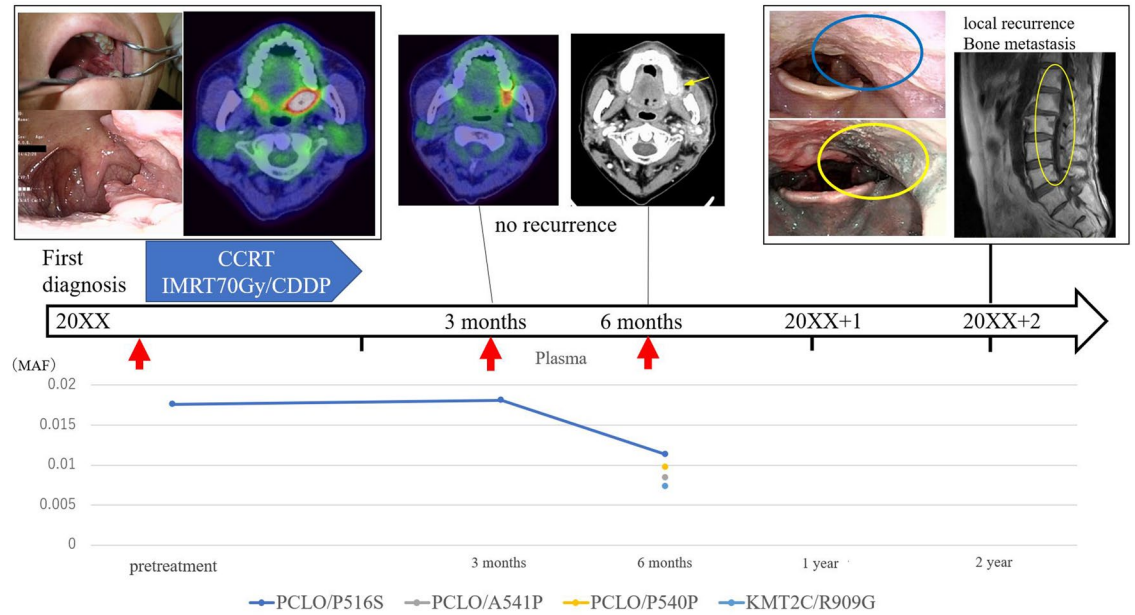 local recurrence
Bone metastasis
no recurrence
First
diagnosis
CCRT
IMRT70Gy/CDDP
20XX
3 months
6 months
20XX+1
20XX+2
Plasma
（MAF）
0.02
0.015
0.01
0.005
0
pretreatment
3 months
6 months
1 year
2 year
PCLO/P516S
PCLO/A541P
PCLO/P540P
KMT2C/R909G